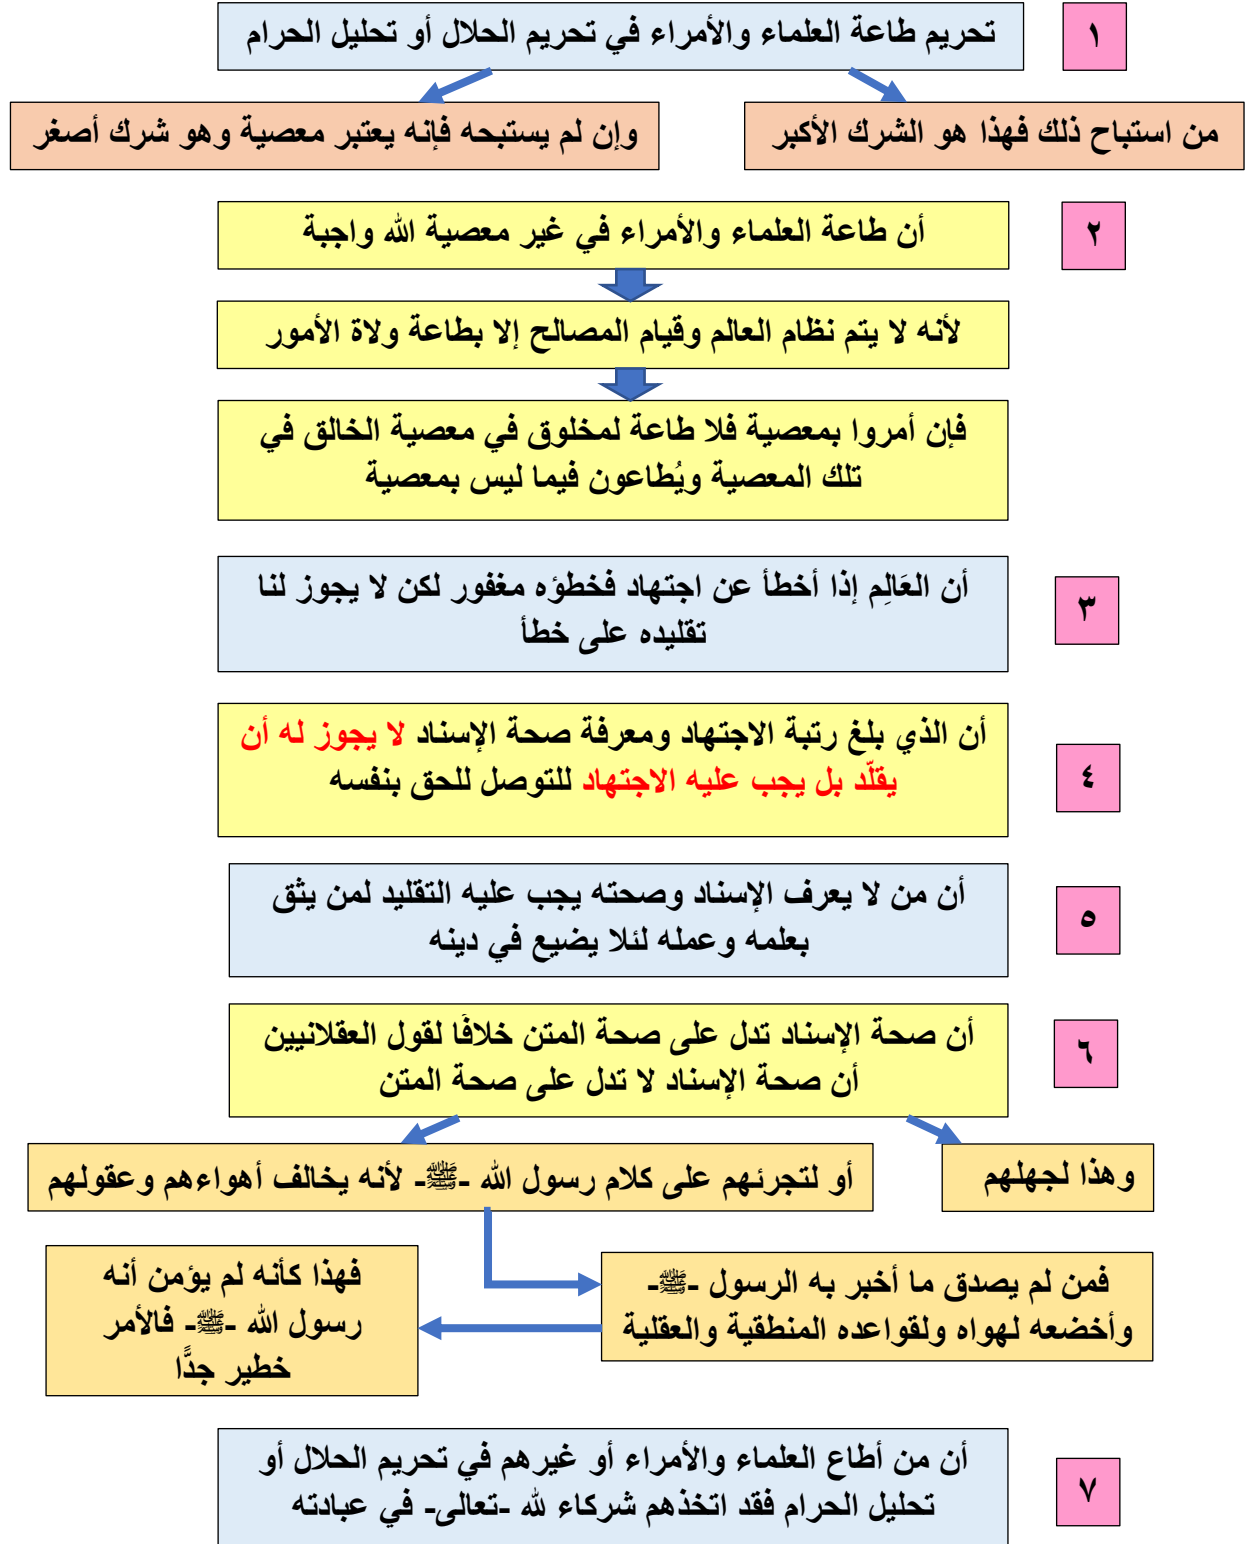 ١
تحريم طاعة العلماء والأمراء في تحريم الحلال أو تحليل الحرام
من استباح ذلك فهذا هو الشرك الأكبر
وإن لم يستبحه فإنه يعتبر معصية وهو شرك أصغر
٢
أن طاعة العلماء والأمراء في غير معصية الله واجبة
لأنه لا يتم نظام العالم وقيام المصالح إلا بطاعة ولاة الأمور
فإن أمروا بمعصية فلا طاعة لمخلوق في معصية الخالق في
تلك المعصية ويُطاعون فيما ليس بمعصية
٣
أن العَالِم إذا أخطأ عن اجتهاد فخطؤه مغفور لكن لا يجوز لنا
تقليده على خطأ
٤
أن الذي بلغ رتبة الاجتهاد ومعرفة صحة الإسناد لا يجوز له أن
يقلّد بل يجب عليه الاجتهاد للتوصل للحق بنفسه
٥
أن من لا يعرف الإسناد وصحته يجب عليه التقليد لمن يثق
بعلمه وعمله لئلا يضيع في دينه
٦
أن صحة الإسناد تدل على صحة المتن خلافًا لقول العقلانيين
أن صحة الإسناد لا تدل على صحة المتن
وهذا لجهلهم
أو لتجرئهم على كلام رسول الله -ﷺ- لأنه يخالف أهواءهم وعقولهم
فمن لم يصدق ما أخبر به الرسول -ﷺ-
وأخضعه لهواه ولقواعده المنطقية والعقلية
فهذا كأنه لم يؤمن أنه
رسول الله -ﷺ- فالأمر
خطير جدًّا
٧
أن من أطاع العلماء والأمراء أو غيرهم في تحريم الحلال أو
تحليل الحرام فقد اتخذهم شركاء لله -تعالى- في عبادته